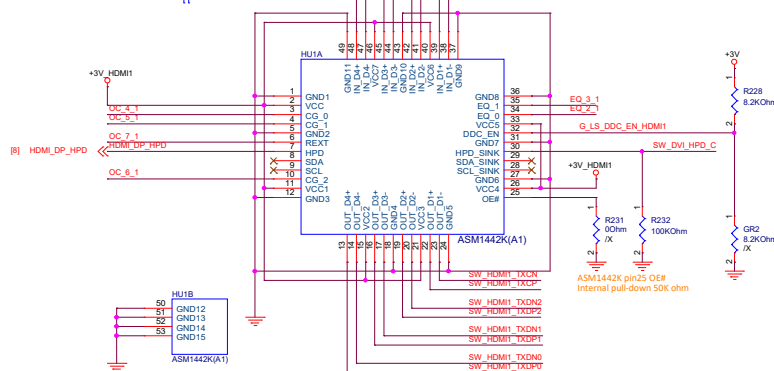 49
48
47
46
45
44
43
42
41
40
39
38
37
HU1A
GND11
IN_D4+
IN_D4-
VCC7
IN_D3+
IN_D3-
GND10
IN_D2+
IN_D2-
VCC6
IN_D1+
IN_D1-
GND9
+3V_HDMI1
OC_4_1
OC_5_1
OC_7_1
[8] HDMI_DP_HPD
HDMI_DP_HPD
OC_6_1
1 GND1
2 VCC
3 CG_0
4 CG_1
5 GND2
6 REXT
7 HPD
8 SDA
9 SCL
10 CG_2
11 VCC1
12 GND3
GND8 36
EQ_1 35
EQ_0 34
VCC5 33
DDC_EN 32
GND7 31
HPD_SINK 30
SDA_SINK 29
SCL_SINK 28
GND6 27
VCC4 26
OE# 25
EQ_3_1
EQ_2_1
G_LS_DDC_EN_HDMI1
SW_DVI_HPD_C
+3V_HDMI1
+3V
1
R228
8.2KOhm
2
OUT_D4+
OUT_D4-
VCC2
OUT_D3+
OUT_D3-
GND4
OUT_D2+
OUT_D2-
VCC3
OUT_D1+
OUT_D1-
GND5
13
14
15
16
17
18
19
20
21
22
23
24
ASM1442K(A1)
1
R231
0Ohm
/X
2
1
R232
100KOhm
2
1
GR2
8.2KOhm
/X
2
ASM1442K pin25 OE#
Internal pull-down 50K ohm
SW_HDMI1_TXCN
SW_HDMI1_TXCP
SW_HDMI1_TXDN2
SW_HDMI1_TXDP2
SW_HDMI1_TXDN1
SW_HDMI1_TXDP1
SW_HDMI1_TXDN0
SW_HDMI1_TXDP0
HU1B
50 GND12
51 GND13
52 GND14
53 GND15
ASM1442K(A1)